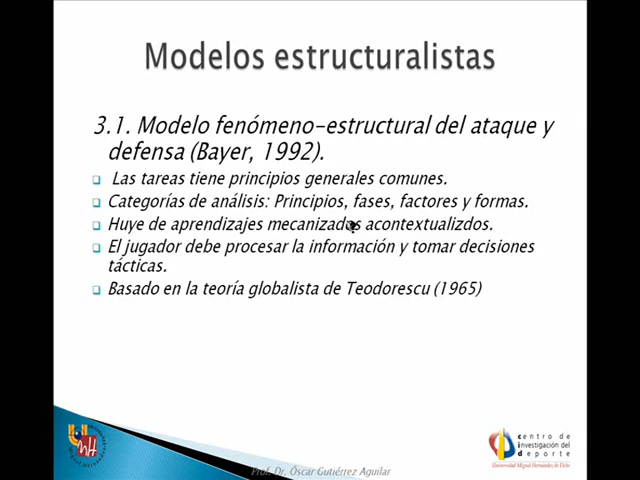 Modelos estructuralistas
3.1. Modelo fenómeno-estructural del ataque y
defensa (Bayer, 1992).
Las tareas tiene principios generales comunes.
Categorías de análisis: Principios, fases, factores y formas.
Huye de aprendizajes mecanizados acontextualizdos.
El jugador debe procesar la información y tomar decisiones
tácticas.
Basado en la teoría globalista de Teodorescu (1965)
centro de
investigación del
deporte
Universidad Miguel Hernández de Elche
Prof. Dr. Óscar Gutiérrez Aguilar